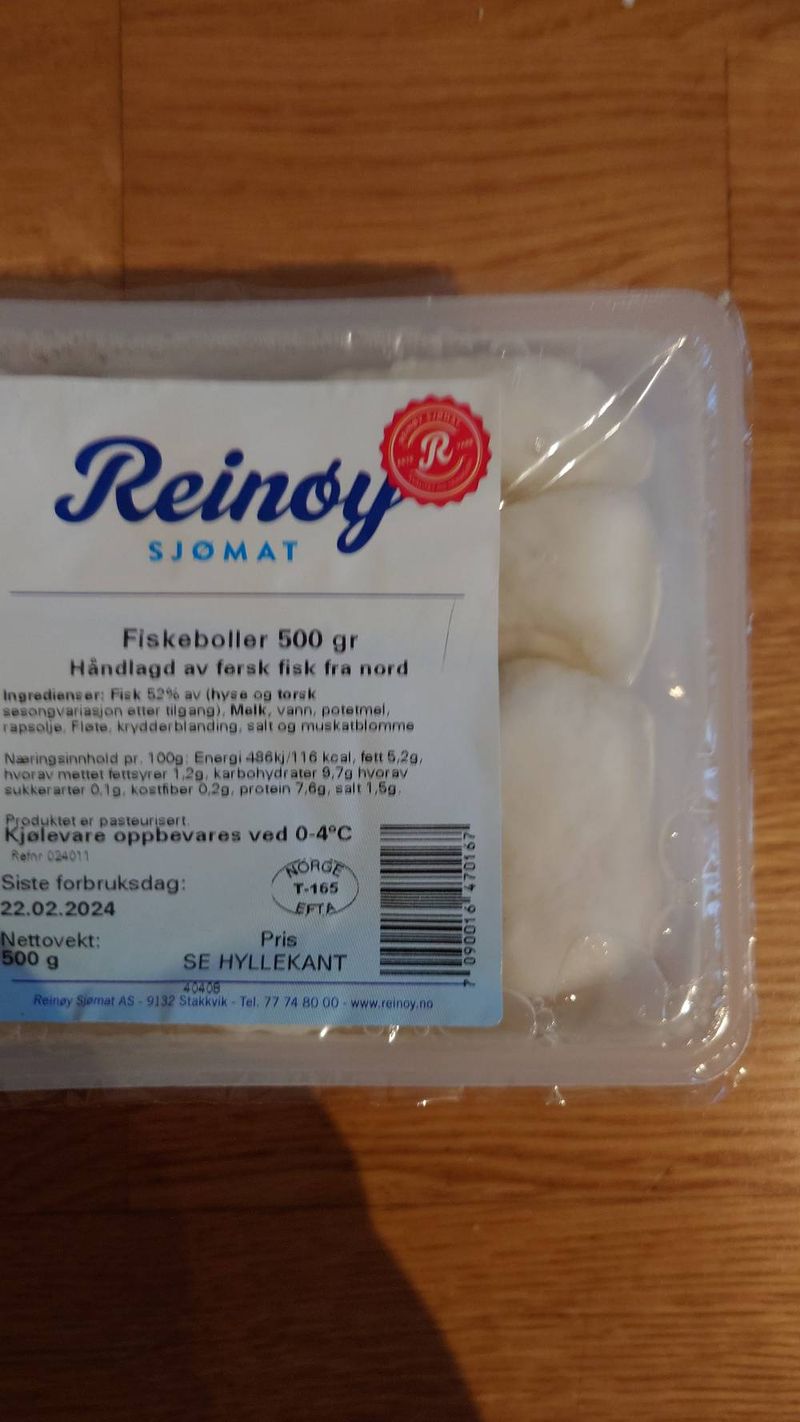 Reinøy
SJØMAT
R
Fiskeboller 500 gr
Håndlagd av fersk fisk fra nord
Ingredienser: Fisk 52% av (hyse og torsk
sesongvariasjon etter tilgang), Melk, vann, potetmel,
rapsolje, Fløte, krydderblanding, salt og muskatblomme
Næringsinnhold pr. 100g: Energi 486kj/116 kcal, fett 5,2g,
hvorav mettet fettsyrer 1,2g, karbohydrater 9,7g hvorav
sukkerarter 0,1g, kostfiber 0,2g, protein 7,6g, salt 1,5g.
Produktet er pasteurisert.
Kjølevare oppbevares ved 0-4°C
Refnr 024011
Siste forbruksdag:
22.02.2024
NORGE
T-165
EFTA
Nettovekt:
500 g
Pris
SE HYLLEKANT
7 090016 470167
40408
Reinøy Sjømat AS - 9132 Stakkvik - Tel. 77 74 80 00 - www.reinoy.no